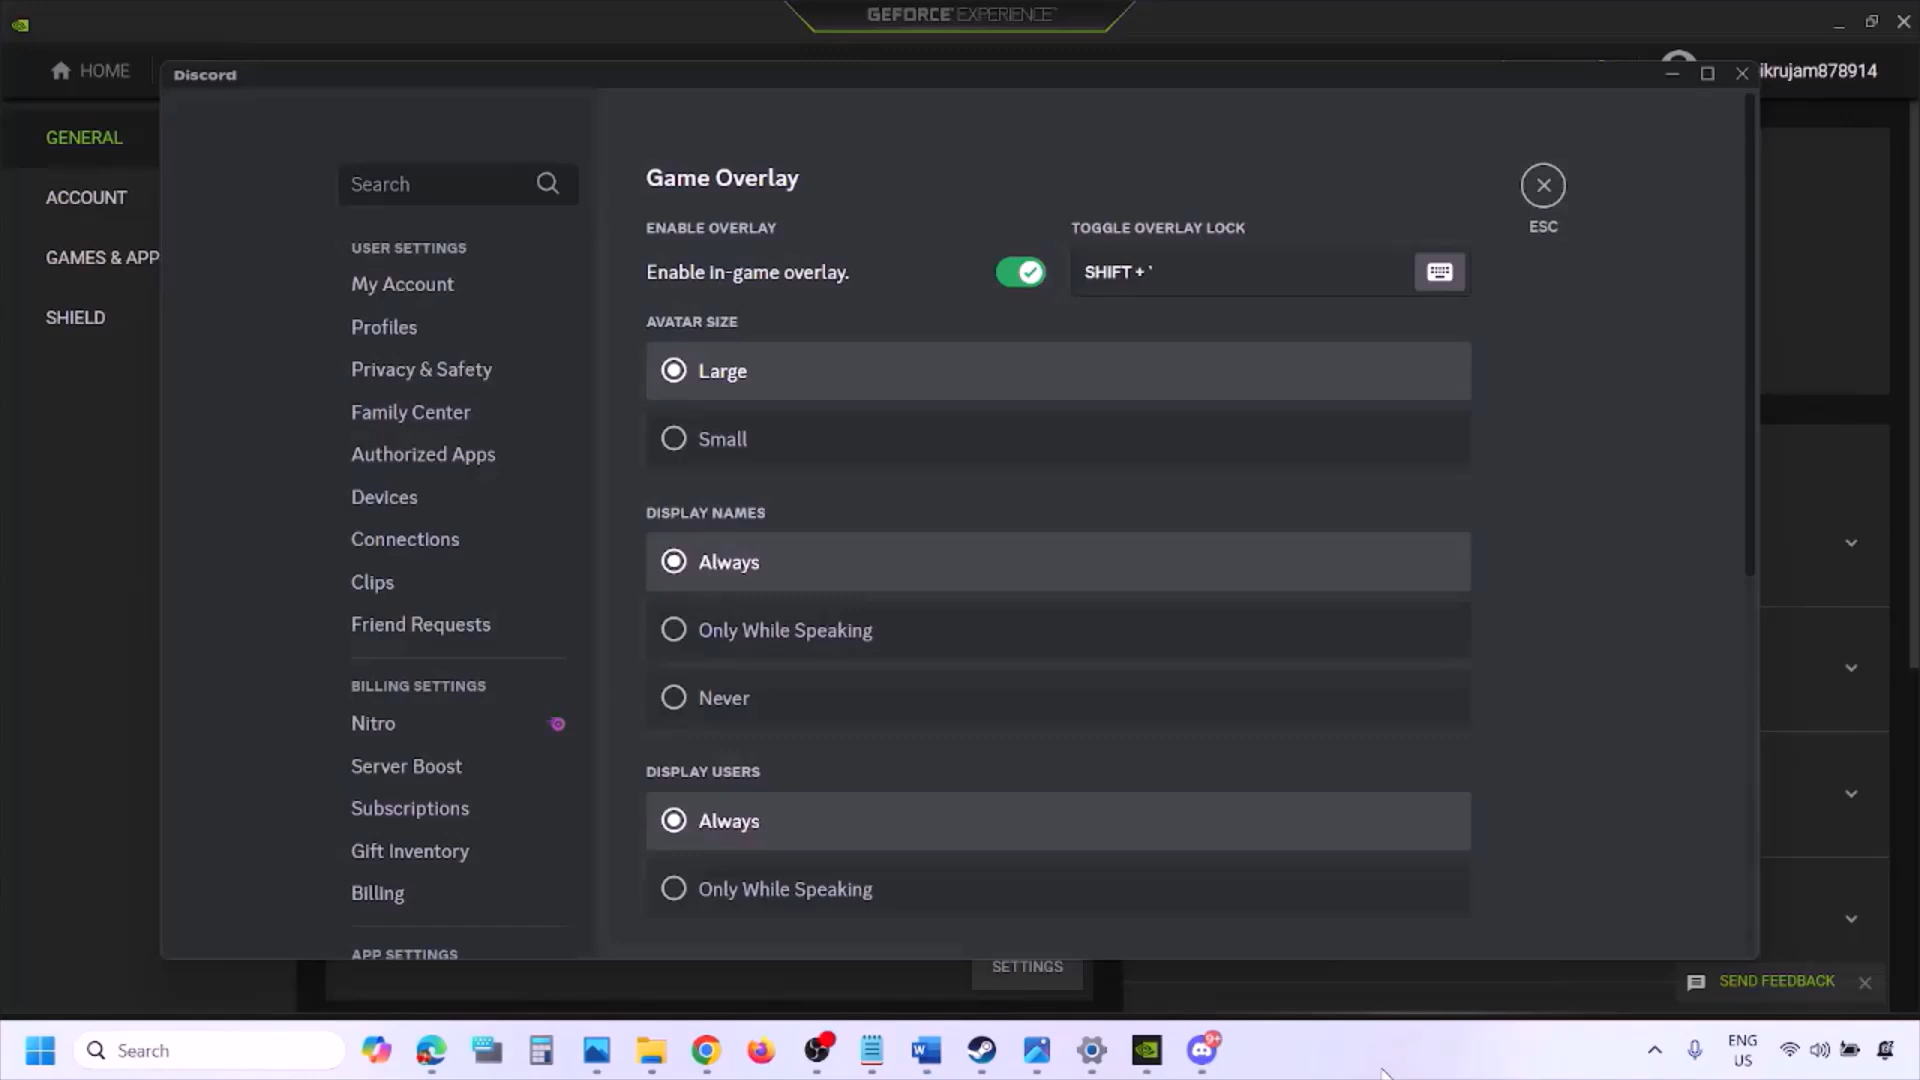 GEFORCE EXPERIENCE
HOME
ikrujam878914
GENERAL
ACCOUNT
GAMES & APP
SHIELD
Discord
Search
USER SETTINGS
My Account
Profiles
Privacy & Safety
Family Center
Authorized Apps
Devices
Connections
Clips
Friend Requests
BILLING SETTINGS
Nitro
Server Boost
Subscriptions
Gift Inventory
Billing
APP SETTINGS
Game Overlay
ESC
ENABLE OVERLAY
Enable in-game overlay.
TOGGLE OVERLAY LOCK
SHIFT + `
AVATAR SIZE
Large
Small
DISPLAY NAMES
Always
Only While Speaking
Never
DISPLAY USERS
Always
Only While Speaking
SETTINGS
SEND FEEDBACK
Search
9+
ENG
US